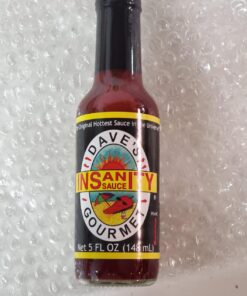 Original Hottest Sauce In the Universe
DAVE'S
INSANITY
SAUCE
GOURMET
Net 5 FL OZ (148 mL)